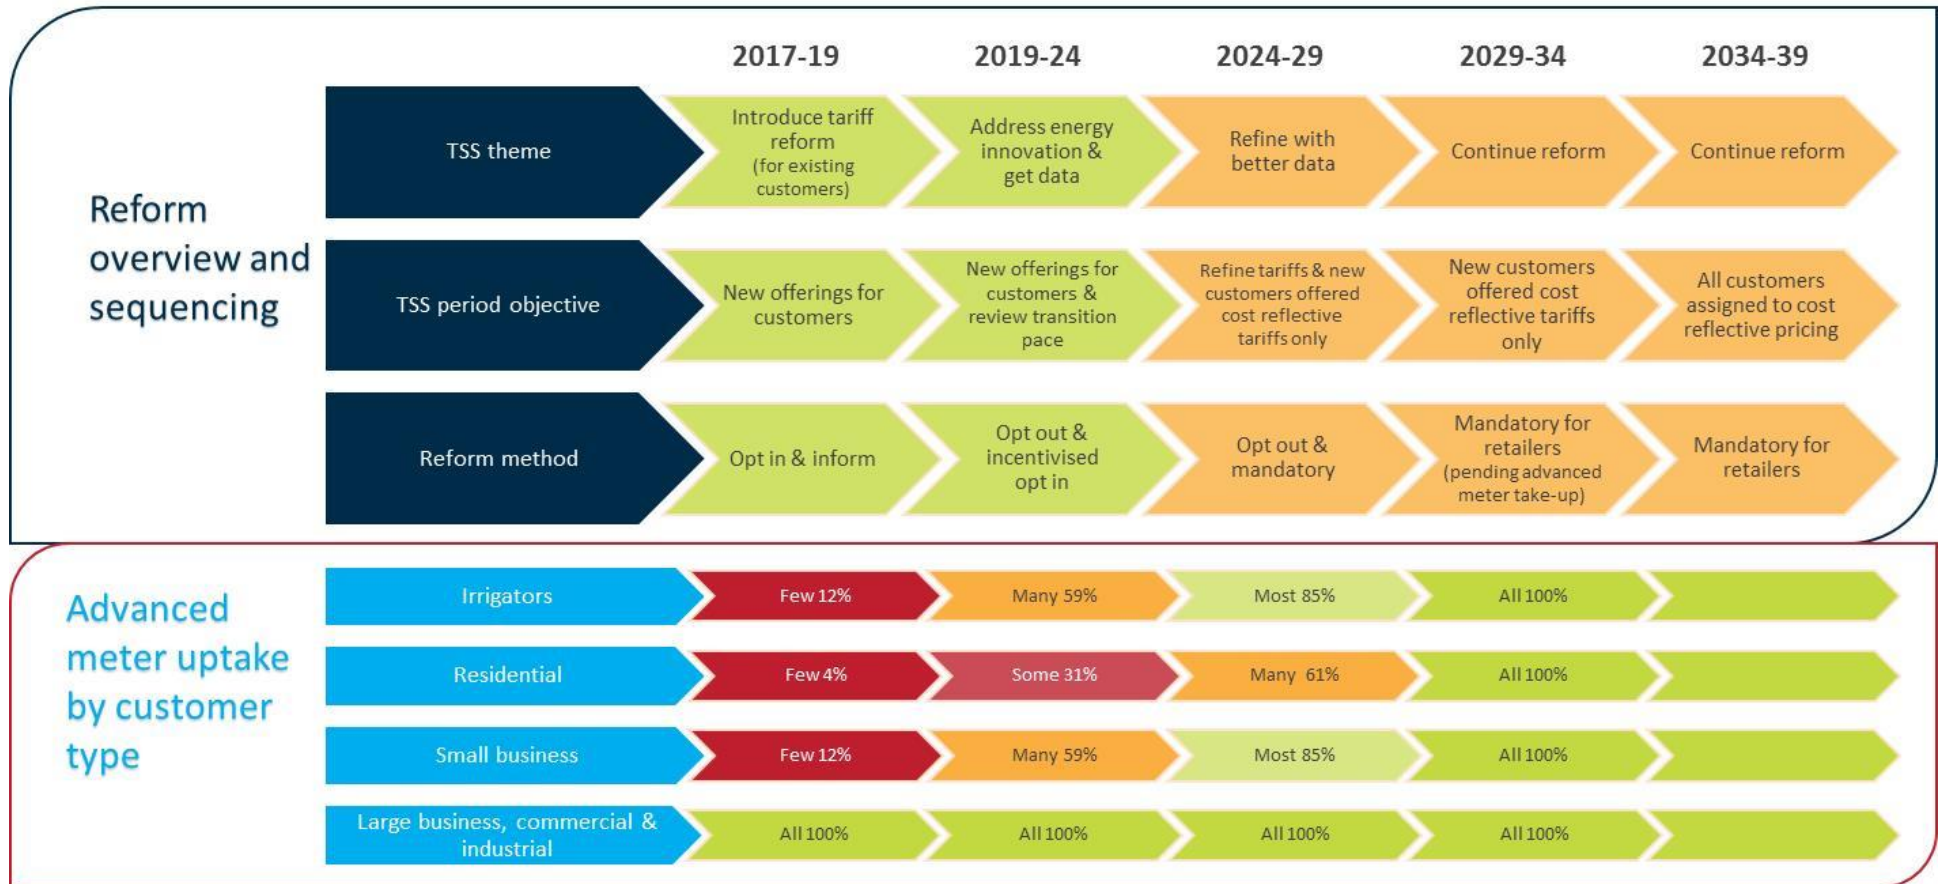 2017-19
2019-24
2024-29
2029-34
2034-39
Reform
overview and
sequencing
TSS theme
Introduce tariff
reform
(for existing
customers)
Address energy
innovation &
get data
Refine with
better data
Continue reform
Continue reform
TSS period objective
New offerings for
customers
New offerings for
customers &
review transition
pace
Refine tariffs & new
customers offered
cost reflective
tariffs only
New customers
offered cost
reflective tariffs
only
All customers
assigned to cost
reflective pricing
Reform method
Opt in & inform
Opt out &
incentivised
opt in
Opt out &
mandatory
Mandatory for
retailers
(pending advanced
meter take-up)
Mandatory for
retailers
Advanced
meter uptake
by customer
type
Irrigators
Few 12%
Many 59%
Most 85%
All 100%
Residential
Few 4%
Some 31%
Many 61%
All 100%
Small business
Few 12%
Many 59%
Most 85%
All 100%
Large business, commercial &
industrial
All 100%
All 100%
All 100%
All 100%